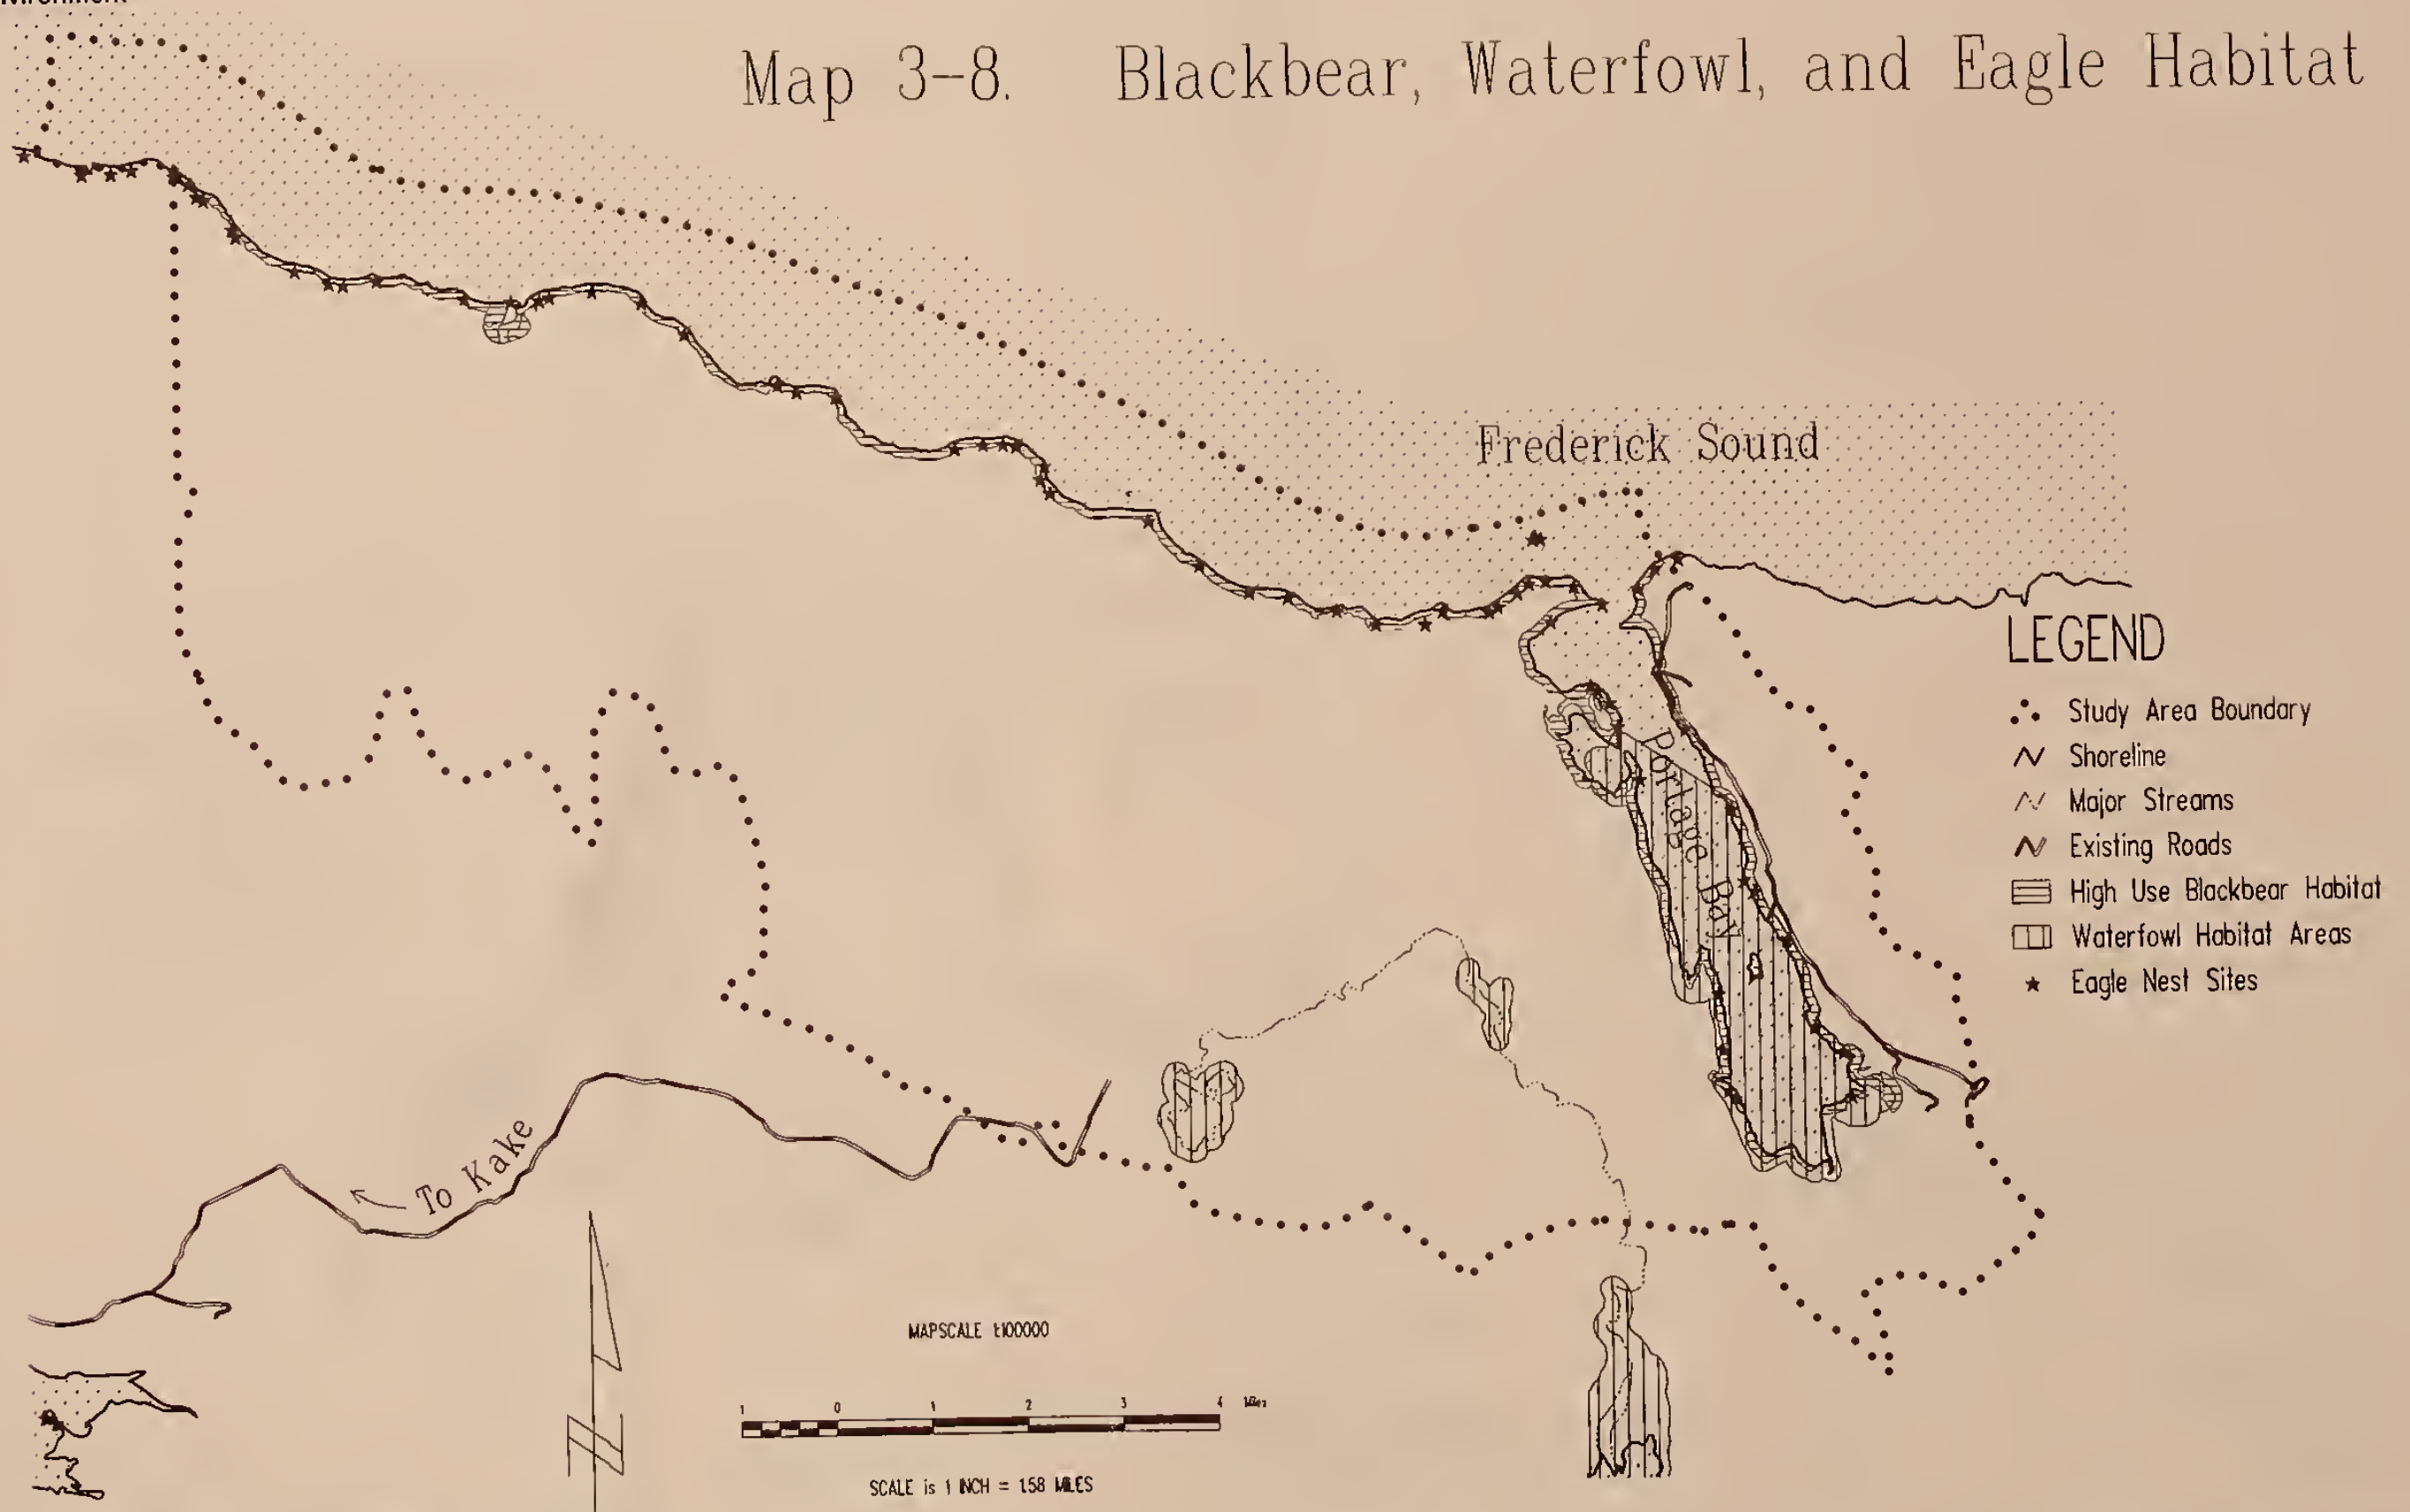 Map 3-8. Blackbear, Waterfowl, and Eagle Habitat
Frederick Sound
Portage Bay
LEGEND
Study Area Boundary
Shoreline
Major Streams
Existing Roads
High Use Blackbear Habitat
Waterfowl Habitat Areas
Eagle Nest Sites
To Kake
MAPSCALE 1:100000
1 0 1 2 3 4 Miles
SCALE is 1 INCH = 1.58 MILES